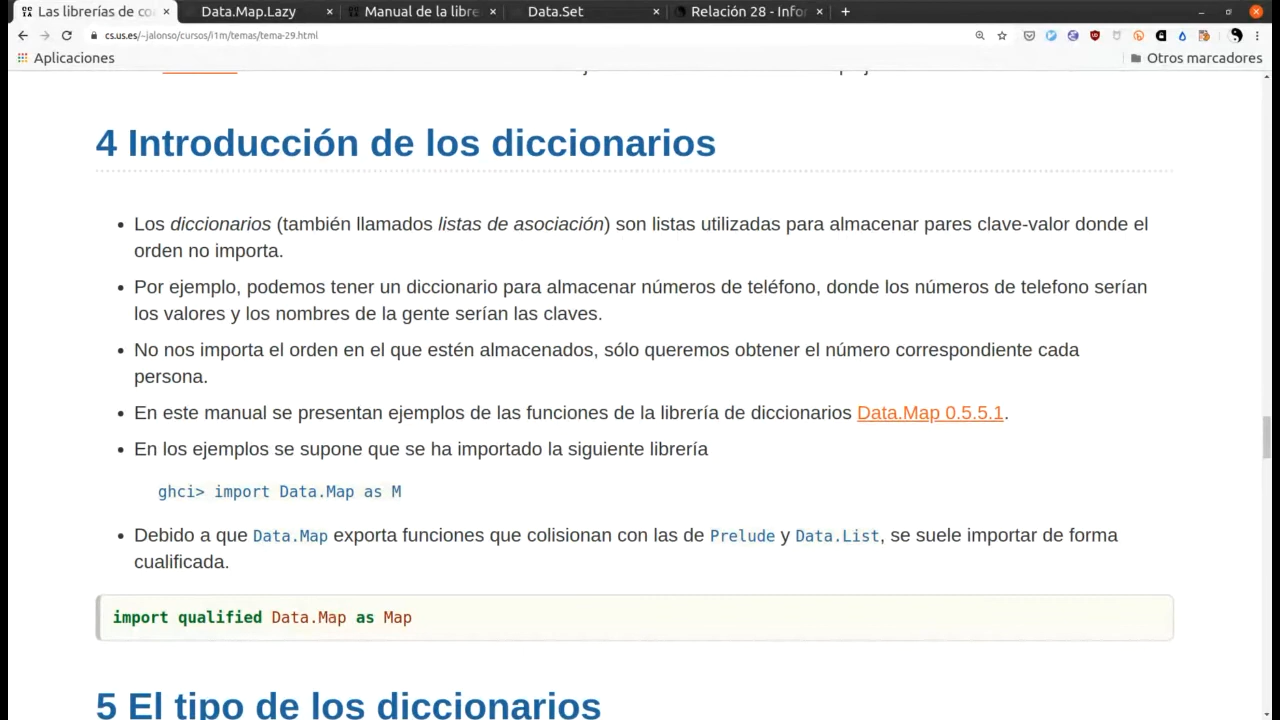 Las librerías de co
Data.Map.Lazy
Manual de la libre
Data.Set
Relación 28 - Infor
cs.us.es/~jalonso/cursos/i1m/temas/tema-29.html
Aplicaciones
Otros marcadores
4 Introducción de los diccionarios
• Los diccionarios (también llamados listas de asociación) son listas utilizadas para almacenar pares clave-valor donde el
orden no importa.
• Por ejemplo, podemos tener un diccionario para almacenar números de teléfono, donde los números de telefono serían
los valores y los nombres de la gente serían las claves.
• No nos importa el orden en el que estén almacenados, sólo queremos obtener el número correspondiente cada
persona.
• En este manual se presentan ejemplos de las funciones de la librería de diccionarios Data.Map 0.5.5.1.
• En los ejemplos se supone que se ha importado la siguiente librería
ghci> import Data.Map as M
• Debido a que Data.Map exporta funciones que colisionan con las de Prelude y Data.List, se suele importar de forma
cualificada.
import qualified Data.Map as Map
5 El tipo de los diccionarios